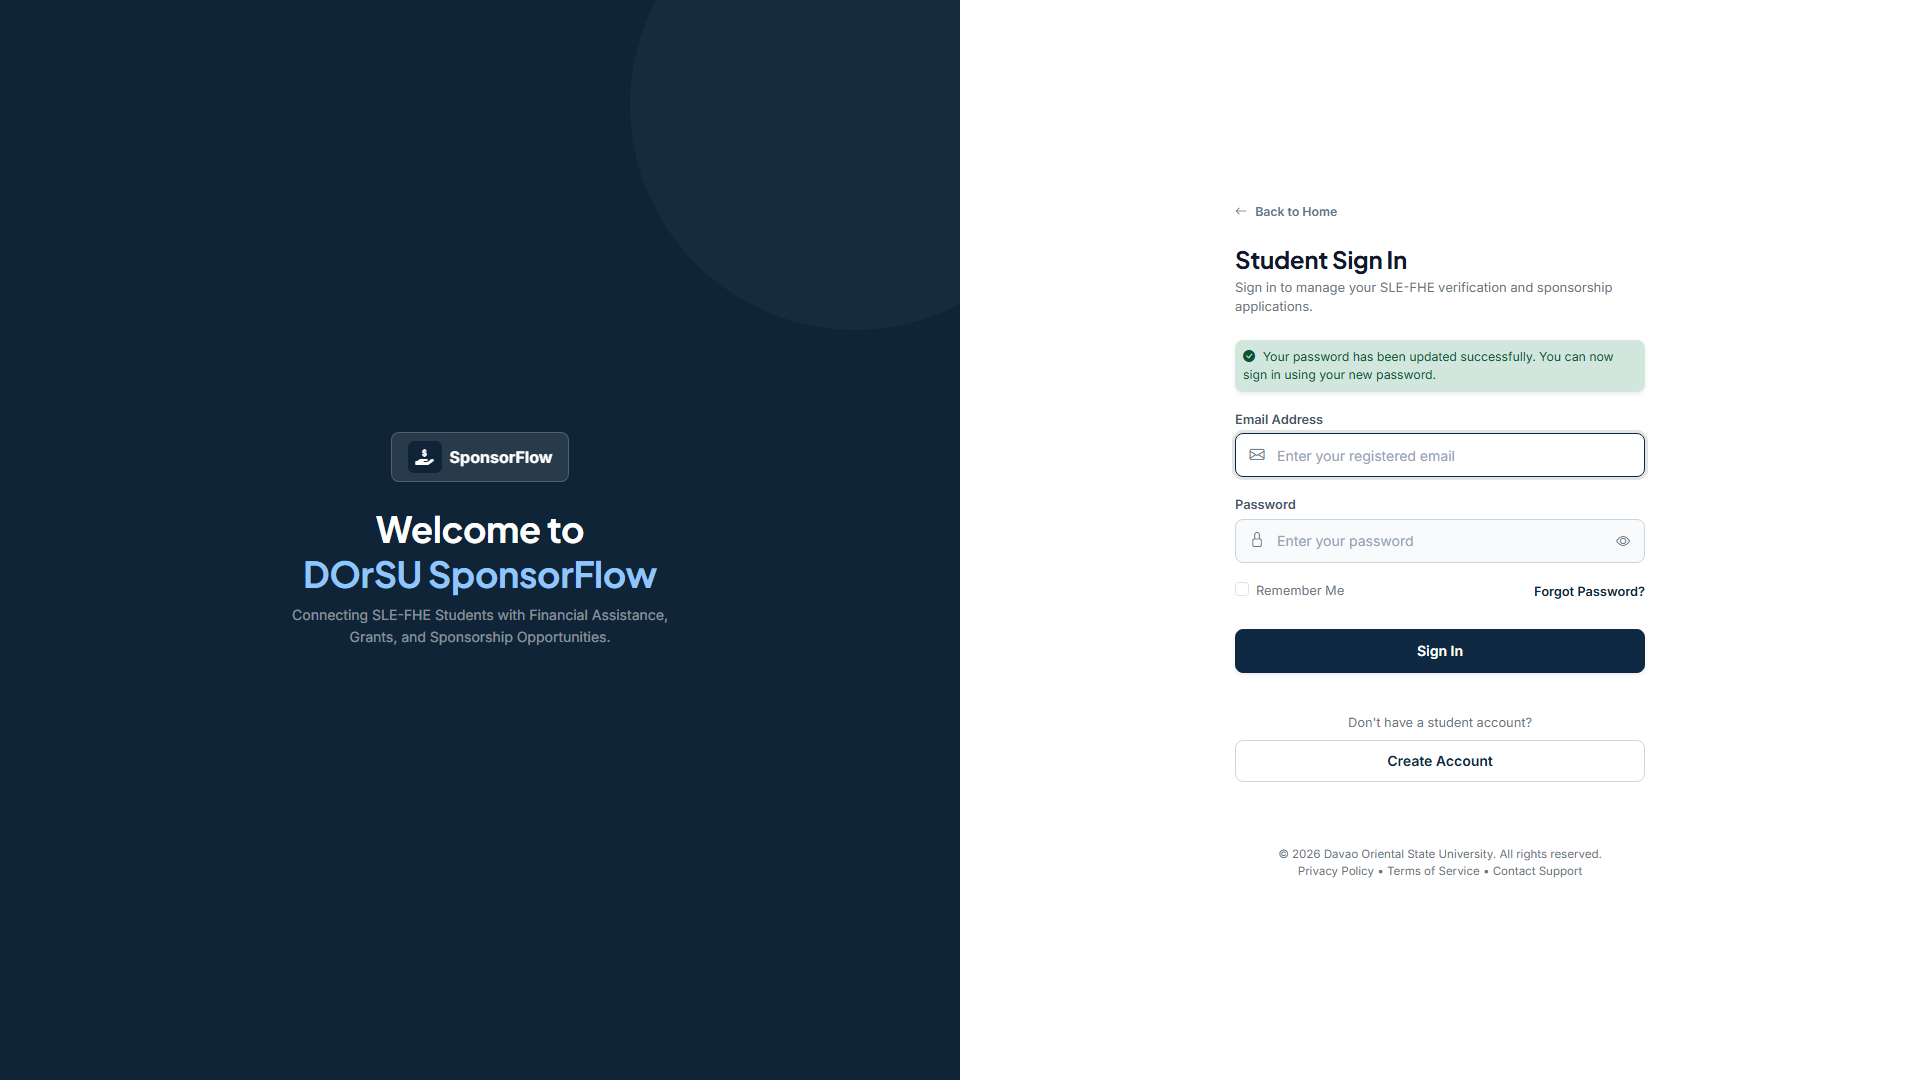 SponsorFlow
Welcome to
DOrSU SponsorFlow
Connecting SLE-FHE Students with Financial Assistance,
Grants, and Sponsorship Opportunities.
Back to Home
Student Sign In
Sign in to manage your SLE-FHE verification and sponsorship
applications.
Your password has been updated successfully. You can now
sign in using your new password.
Email Address
Enter your registered email
Password
Enter your password
Remember Me
Forgot Password?
Sign In
Don't have a student account?
Create Account
© 2026 Davao Oriental State University. All rights reserved.
Privacy Policy • Terms of Service • Contact Support